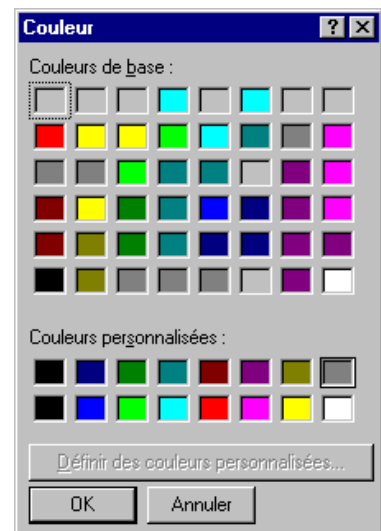 Couleur
Couleurs de base :
Couleurs personnalisées :
Définir des couleurs personnalisées...
OK Annuler